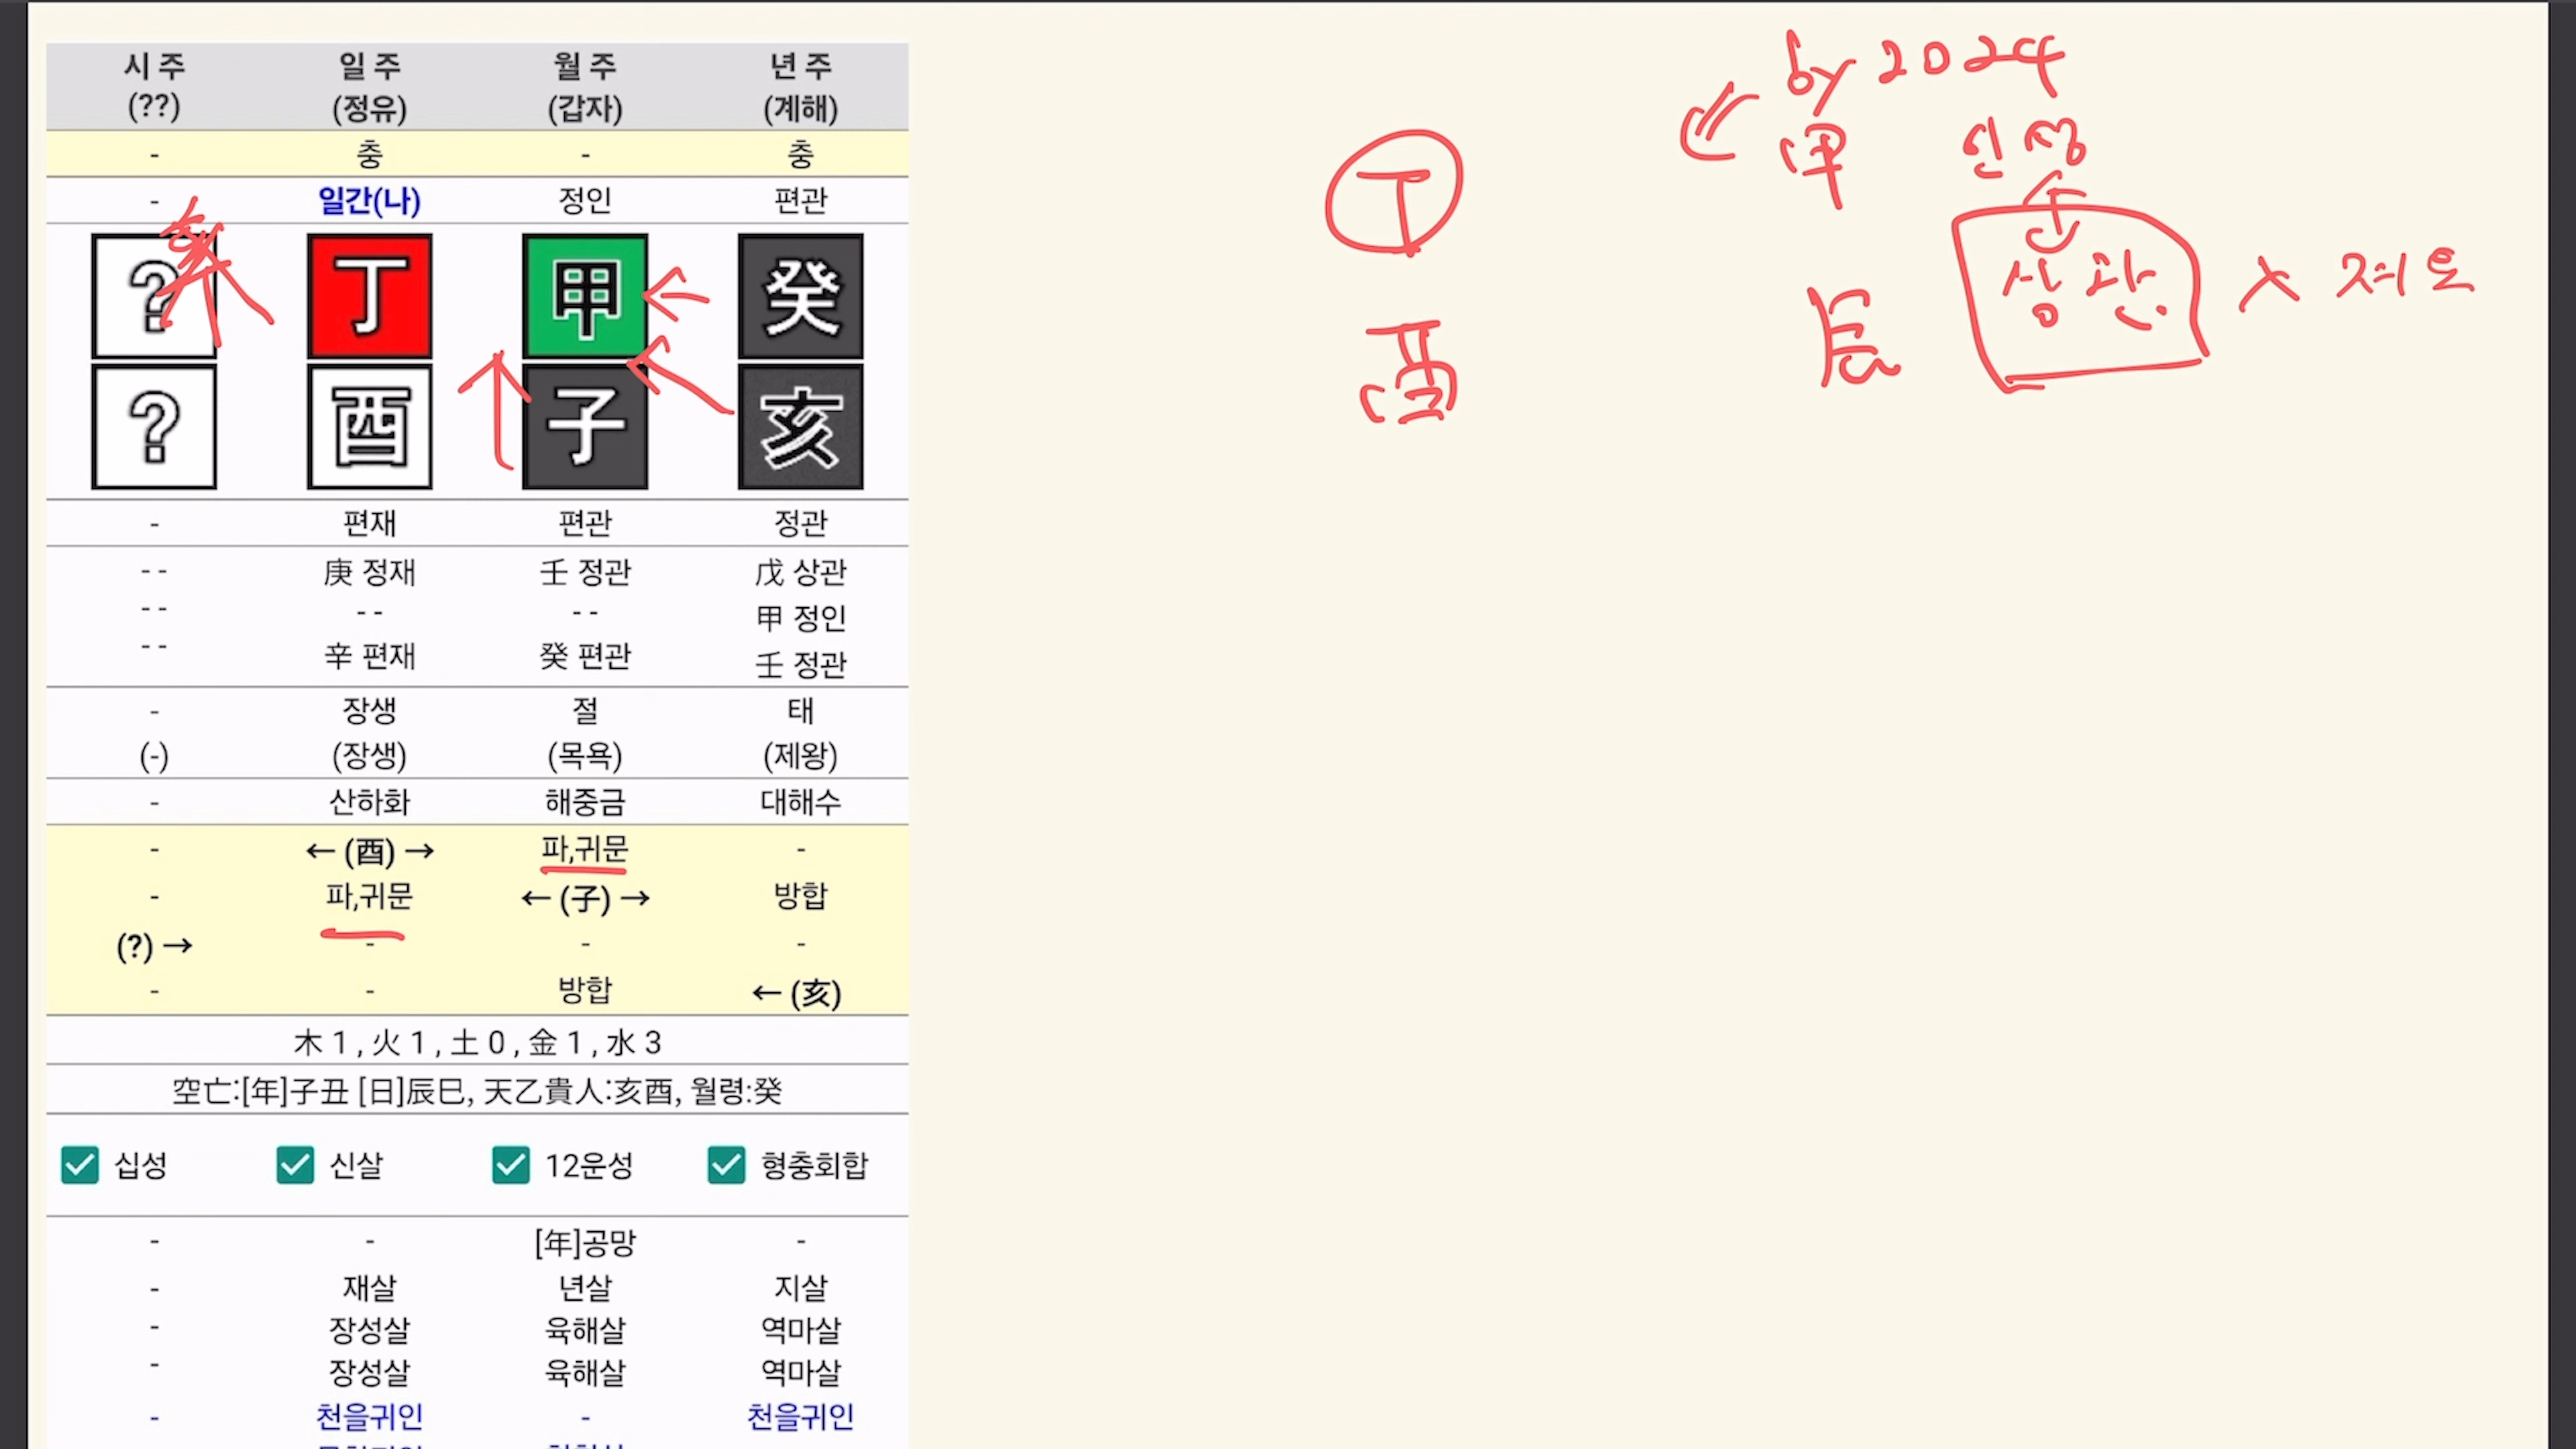 시주 일주 월주 년주
(??) (정유) (갑자) (계해)
- 충 - 충
- 일간(나) 정인 편관
? 丁 甲 癸
? 酉 子 亥
- 편재 편관 정관
-- 庚 정재 壬 정관 戊 상관
-- -- -- 甲 정인
-- 辛 편재 癸 편관 壬 정관
- 장생 절 태
(-) (장생) (목욕) (제왕)
- 산하화 해중금 대해수
- ←(酉)→ 파,귀문 -
- 파,귀문 ←(子)→ 방합
(?)→ - - -
- - 방합 ←(亥)
木 1 , 火 1 , 土 0 , 金 1 , 水 3
空亡:[年]子丑 [日]辰巳, 天乙貴人:亥酉, 월령:癸
십성 신살 12운성 형충회합
- - [年]공망 -
- 재살 년살 지살
- 장성살 육해살 역마살
- 장성살 육해살 역마살
- 천을귀인 - 천을귀인
by 2024
丁 甲 인성
酉 辰 상관 x